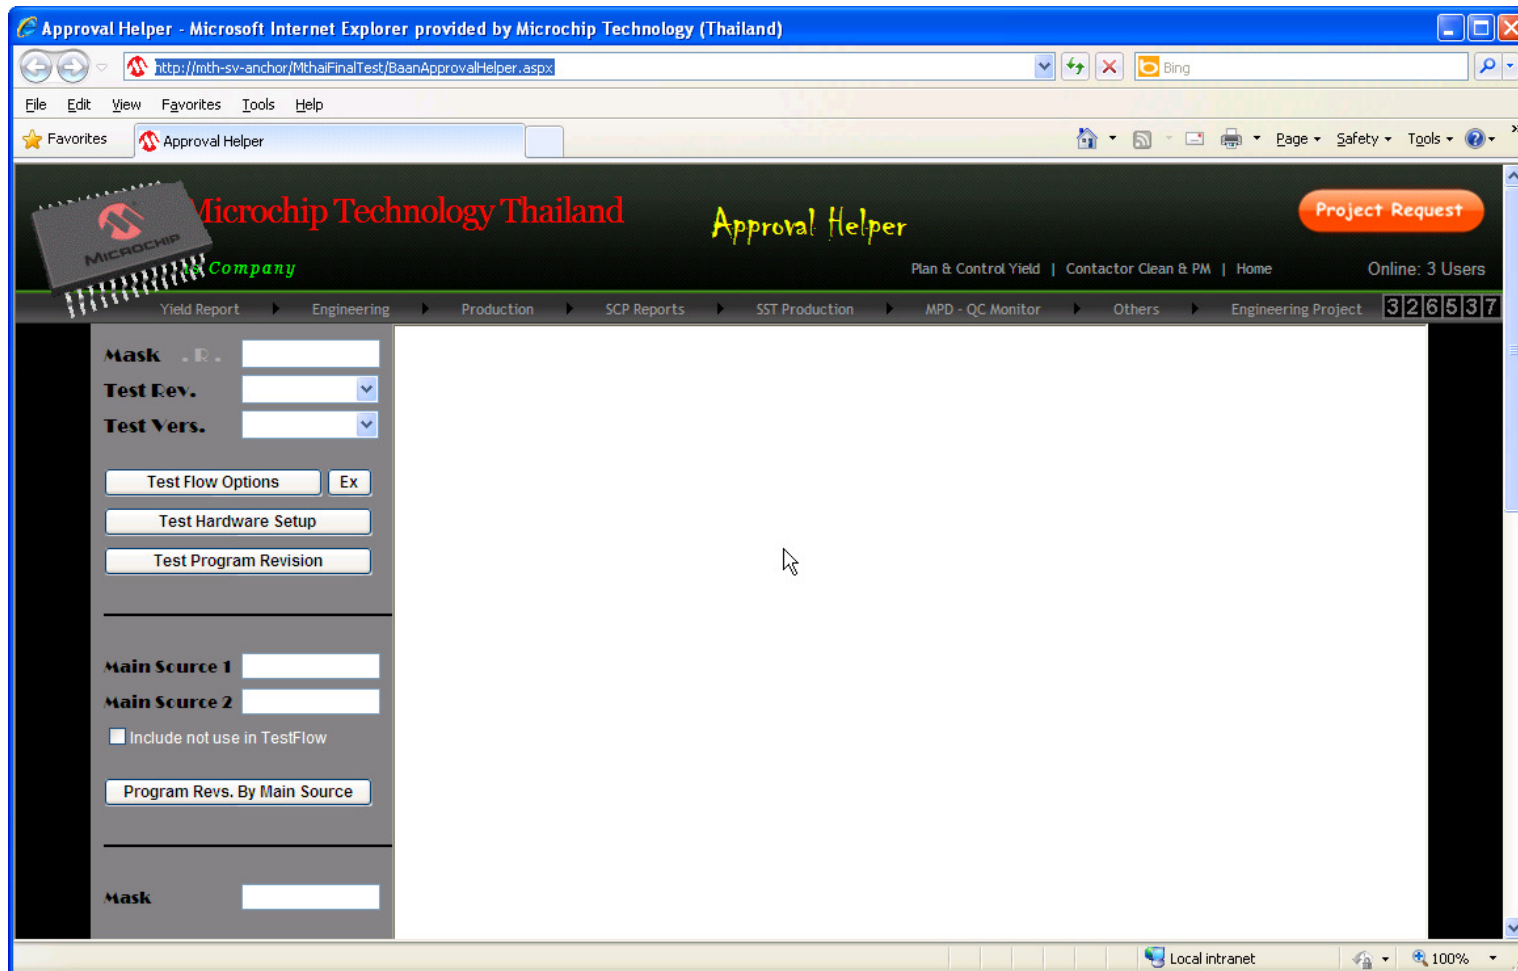 Approval Helper - Microsoft Internet Explorer provided by Microchip Technology (Thailand)
http://mth-sv-anchor/MthaiFinalTest/BaanApprovalHelper.aspx
Bing
File Edit View Favorites Tools Help
Favorites Approval Helper Page Safety Tools
Microchip Technology Thailand
Approval Helper
Project Request
MICROCHIP
Company
Plan & Control Yield | Contactor Clean & PM | Home
Online: 3 Users
Yield Report Engineering Production SCP Reports SST Production MPD - QC Monitor Others Engineering Project 326537
Mask . R .
Test Rev.
Test Vers.
Test Flow Options Ex
Test Hardware Setup
Test Program Revision
Main Source 1
Main Source 2
Include not use in TestFlow
Program Revs. By Main Source
Mask
Local intranet 100%